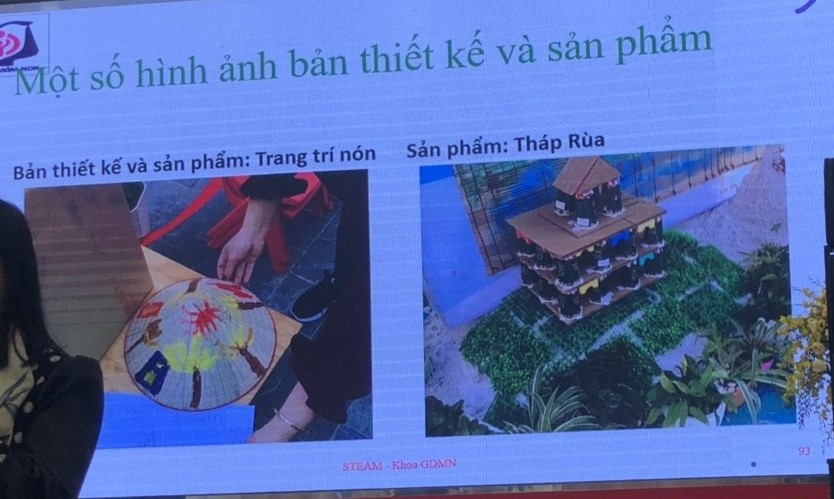 Một số hình ảnh bản thiết kế và sản phẩm
Bản thiết kế và sản phẩm: Trang trí nón
Sản phẩm: Tháp Rùa
STEAM - Khoa GDMN
93